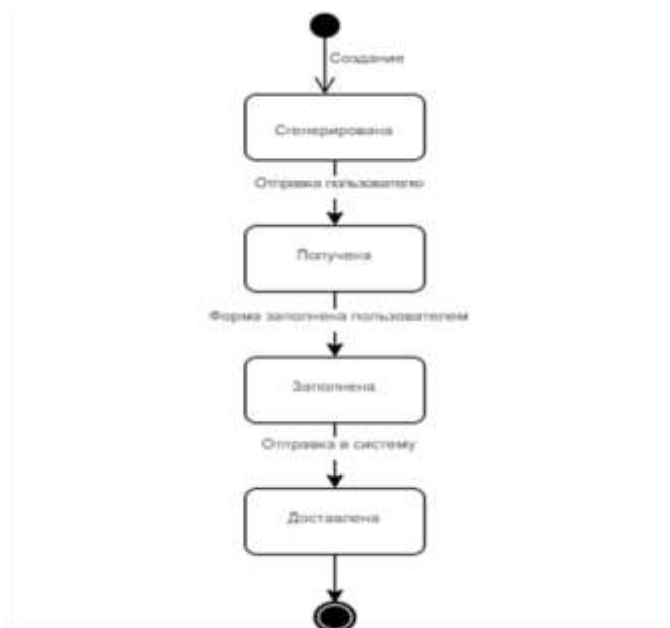 Создание
Сгенерирована
Отправка пользователю
Получена
Форма заполнена пользователем
Заполнена
Отправка в систему
Доставлена